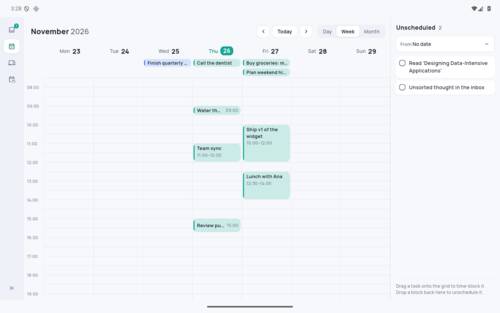 3:28
November 2026
Today
Day
Week
Month
Mon 23
Tue 24
Wed 25
Thu 26
Fri 27
Sat 28
Sun 29
Finish quarterly ...
Call the dentist
Buy groceries: m...
Plan weekend hi...
08:00
09:00
10:00
11:00
12:00
13:00
14:00
15:00
16:00
17:00
18:00
19:00
Water th... 09:00
Team sync
11:00–12:00
Ship v1 of the
widget
10:00–12:00
Lunch with Ana
12:30–14:00
Review pu... 15:00
Unscheduled 2
From No date
Read 'Designing Data-Intensive
Applications'
Unsorted thought in the inbox
Drag a task onto the grid to time-block it.
Drop a block back here to unschedule it.